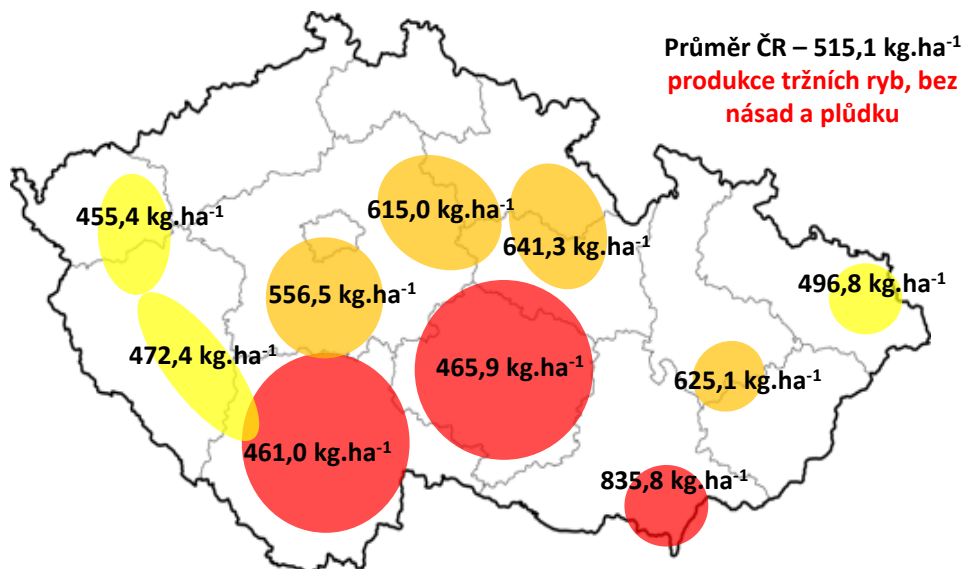 Průměr ČR – 515,1 kg.ha⁻¹
produkce tržních ryb, bez
násad a plůdku
455,4 kg.ha⁻¹
615,0 kg.ha⁻¹
641,3 kg.ha⁻¹
556,5 kg.ha⁻¹
496,8 kg.ha⁻¹
472,4 kg.ha⁻¹
465,9 kg.ha⁻¹
625,1 kg.ha⁻¹
461,0 kg.ha⁻¹
835,8 kg.ha⁻¹